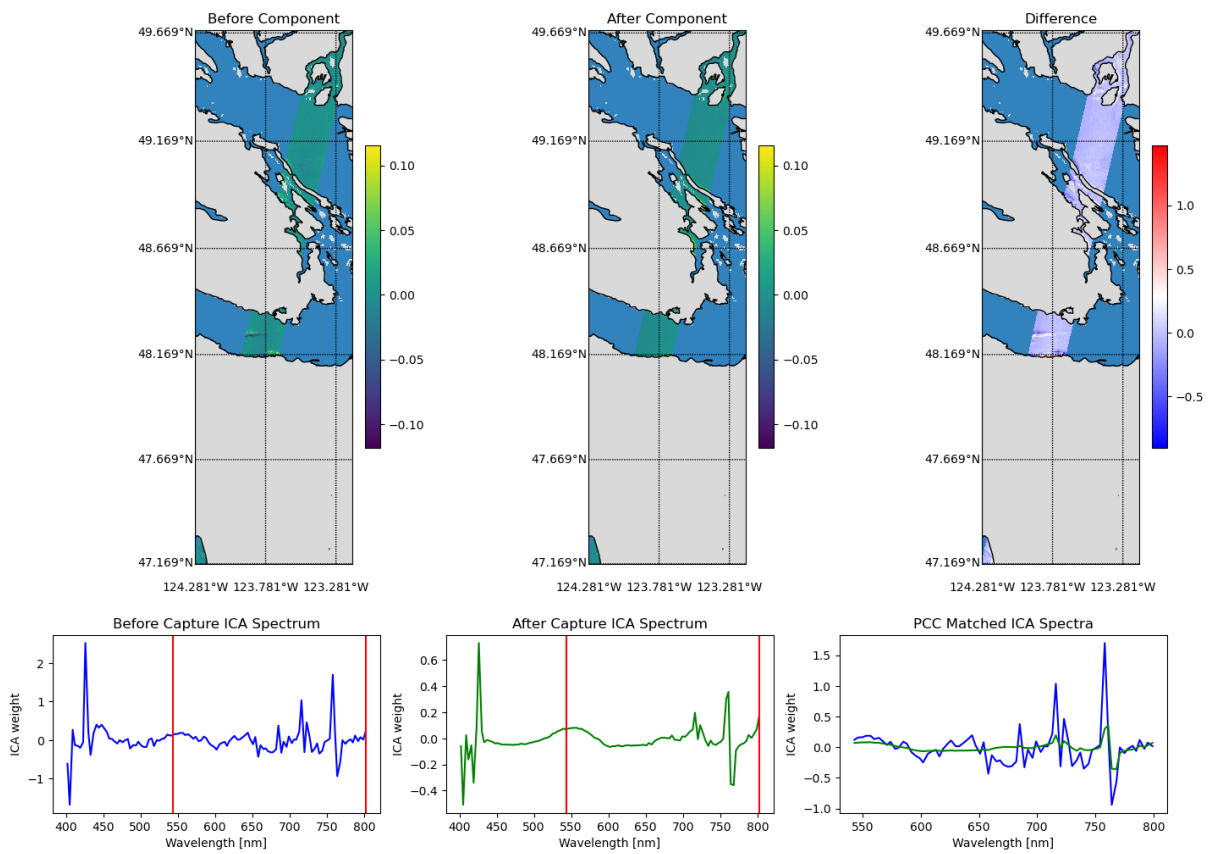 Before Component
After Component
Difference
49.669°N
49.169°N
48.669°N
48.169°N
47.669°N
47.169°N
124.281°W 123.781°W 123.281°W
0.10
0.05
0.00
−0.05
−0.10
49.669°N
49.169°N
48.669°N
48.169°N
47.669°N
47.169°N
124.281°W 123.781°W 123.281°W
0.10
0.05
0.00
−0.05
−0.10
49.669°N
49.169°N
48.669°N
48.169°N
47.669°N
47.169°N
124.281°W 123.781°W 123.281°W
1.0
0.5
0.0
−0.5
Before Capture ICA Spectrum
ICA weight
2
1
0
−1
400 450 500 550 600 650 700 750 800
Wavelength [nm]
After Capture ICA Spectrum
ICA weight
0.6
0.4
0.2
0.0
−0.2
−0.4
400 450 500 550 600 650 700 750 800
Wavelength [nm]
PCC Matched ICA Spectra
ICA weight
1.5
1.0
0.5
0.0
−0.5
−1.0
550 600 650 700 750 800
Wavelength [nm]